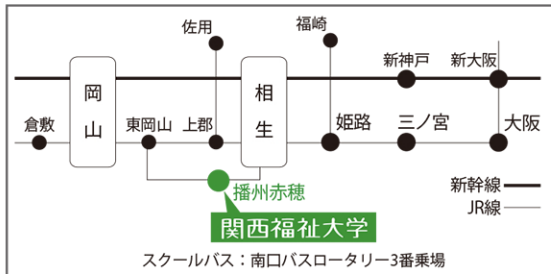 佐用
福崎
新神戸
新大阪
岡山
相生
倉敷
東岡山
上郡
姫路
三ノ宮
大阪
播州赤穂
新幹線
関西福祉大学
JR線
スクールバス：南口バスロータリー3番乗場